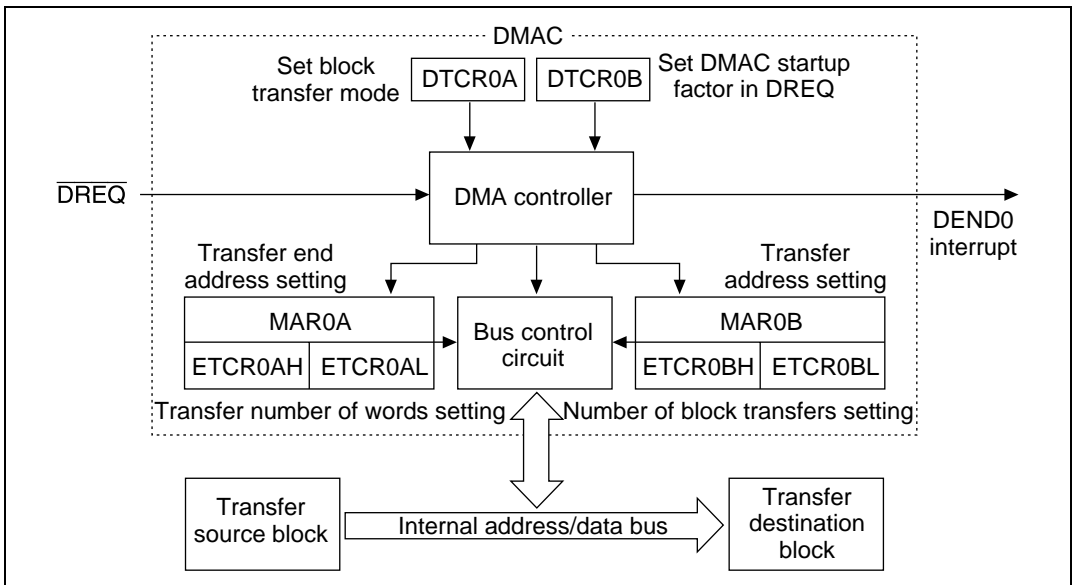 DMAC
Set block
transfer mode
DTCR0A
DTCR0B
Set DMAC startup
factor in DREQ
DREQ
DMA controller
DEND0
interrupt
Transfer end
address setting
Transfer
address setting
MAR0A
ETCR0AH
ETCR0AL
Bus control
circuit
MAR0B
ETCR0BH
ETCR0BL
Transfer number of words setting
Number of block transfers setting
Transfer
source block
Internal address/data bus
Transfer
destination
block